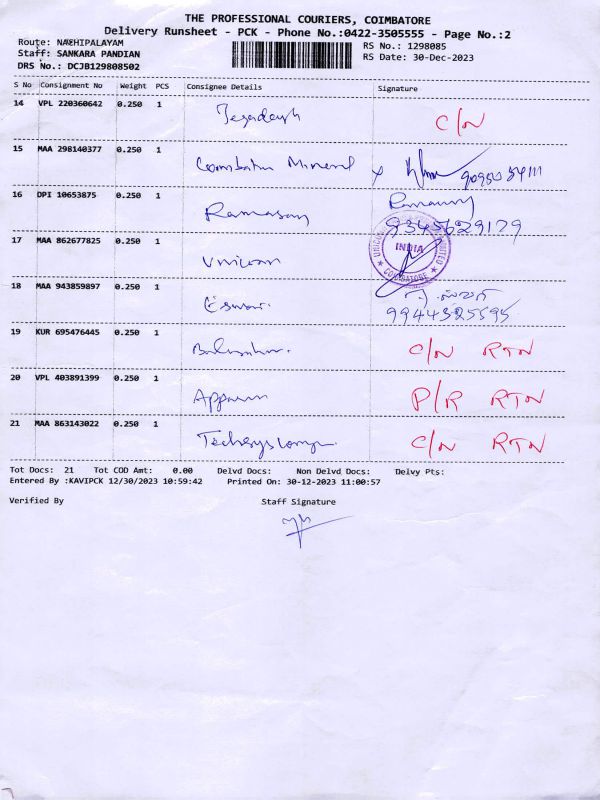 THE PROFESSIONAL COURIERS, COIMBATORE
Delivery Runsheet - PCK - Phone No.:0422-3505555 - Page No.:2
Route: NACHIPALAYAM
RS No.: 1298085
Staff: SANKARA PANDIAN
RS Date: 30-Dec-2023
DRS No.: DCJB129808502
S No Consignment No Weight PCS Consignee Details Signature
14 VPL 220360642 0.250 1 C/N
15 MAA 298140377 0.250 1 Coimbatore Mineral x
16 DPI 10653875 0.250 1 Ramasamy Ramasamy
9345629179
17 MAA 862677825 0.250 1 INDIA COIMBATORE
18 MAA 943859897 0.250 1 Eswar.
9944325595
19 KUR 695476445 0.250 1 C/N RTN
20 VPL 403891399 0.250 1 P/R RTN
21 MAA 863143022 0.250 1 C/N RTN
Tot Docs: 21 Tot COD Amt: 0.00 Delvd Docs: Non Delvd Docs: Delvy Pts:
Entered By :KAVIPCK 12/30/2023 10:59:42 Printed On: 30-12-2023 11:00:57
Verified By Staff Signature